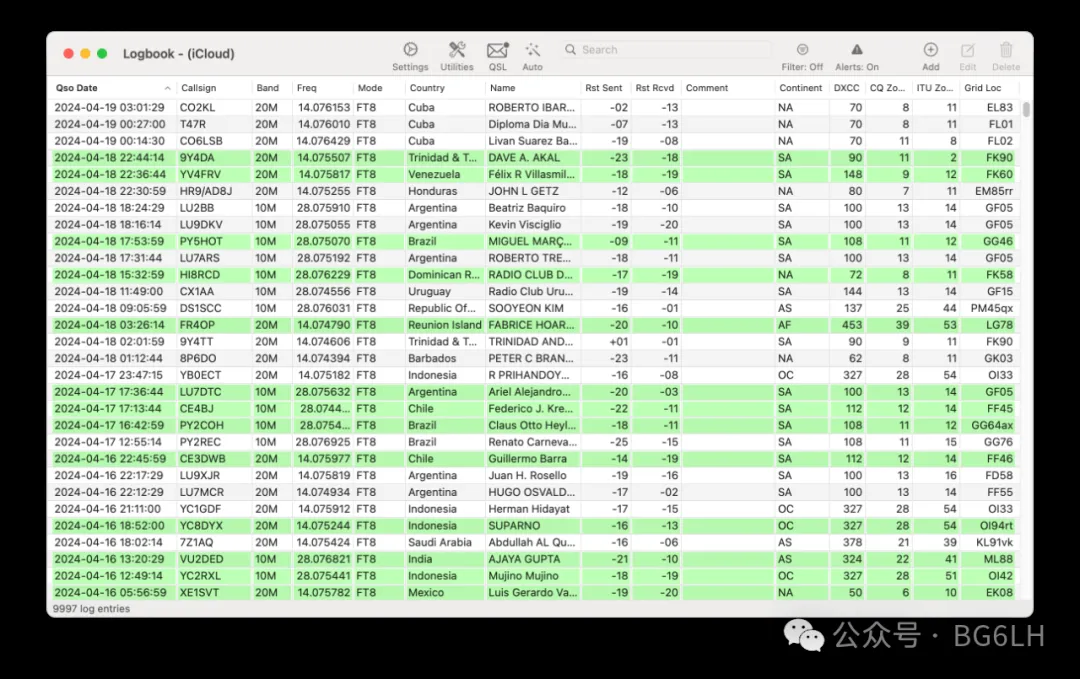 Logbook - (iCloud)
Settings Utilities QSL Auto Search Filter: Off Alerts: On Add Edit Delete
Qso Date Callsign Band Freq Mode Country Name Rst Sent Rst Rcvd Comment Continent DXCC CQ Zo... ITU Zo... Grid Loc
2024-04-19 03:01:29 CO2KL 20M 14.076153 FT8 Cuba ROBERTO IBAR... -02 -13 NA 70 8 11 EL83
2024-04-19 00:27:00 T47R 20M 14.076010 FT8 Cuba Diploma Dia Mu... -07 -13 NA 70 8 11 FL01
2024-04-19 00:14:30 CO6LSB 20M 14.076429 FT8 Cuba Livan Suarez Ba... -19 -08 NA 70 11 8 FL02
2024-04-18 22:44:14 9Y4DA 20M 14.075507 FT8 Trinidad & T... DAVE A. AKAL -23 -18 SA 90 11 2 FK90
2024-04-18 22:36:44 YV4FRV 20M 14.075817 FT8 Venezuela Félix R Villasmil... -18 -19 SA 148 9 12 FK60
2024-04-18 22:30:59 HR9/AD8J 20M 14.075255 FT8 Honduras JOHN L GETZ -12 -06 NA 80 7 11 EM85rr
2024-04-18 18:24:29 LU2BB 10M 28.075910 FT8 Argentina Beatriz Baquiro -18 -10 SA 100 13 14 GF05
2024-04-18 18:16:14 LU9DKV 10M 28.075055 FT8 Argentina Kevin Visciglio -19 -20 SA 100 13 14 GF05
2024-04-18 17:53:59 PY5HOT 10M 28.075070 FT8 Brazil MIGUEL MARÇ... -09 -11 SA 108 11 12 GG46
2024-04-18 17:31:44 LU7ARS 10M 28.075192 FT8 Argentina ROBERTO TRE... -18 -11 SA 100 13 14 GF05
2024-04-18 15:32:59 HI8RCD 10M 28.076229 FT8 Dominican R... RADIO CLUB D... -17 -19 NA 72 8 11 FK58
2024-04-18 11:49:00 CX1AA 10M 28.074556 FT8 Uruguay Radio Club Uru... -19 -14 SA 144 13 14 GF15
2024-04-18 09:05:59 DS1SCC 10M 28.076031 FT8 Republic Of... SOOYEON KIM -16 -01 AS 137 25 44 PM45qx
2024-04-18 03:26:14 FR4OP 20M 14.074790 FT8 Reunion Island FABRICE HOAR... -20 -10 AF 453 39 53 LG78
2024-04-18 02:01:59 9Y4TT 20M 14.074606 FT8 Trinidad & T... TRINIDAD AND... +01 -01 SA 90 9 11 FK90
2024-04-18 01:12:44 8P6DO 20M 14.074394 FT8 Barbados PETER C BRAN... -23 -11 NA 62 8 11 GK03
2024-04-17 23:47:15 YB0ECT 20M 14.075182 FT8 Indonesia R PRIHANDOY... -16 -08 OC 327 28 54 OI33
2024-04-17 17:36:44 LU7DTC 10M 28.075632 FT8 Argentina Ariel Alejandro... -20 -03 SA 100 13 14 GF05
2024-04-17 17:13:44 CE4BJ 10M 28.0744... FT8 Chile Federico J. Kre... -22 -11 SA 112 12 14 FF45
2024-04-17 16:42:59 PY2COH 10M 28.0754... FT8 Brazil Claus Otto Heyl... -18 -11 SA 108 11 12 GG64ax
2024-04-17 12:55:14 PY2REC 10M 28.076925 FT8 Brazil Renato Carneva... -25 -15 SA 108 11 15 GG76
2024-04-16 22:45:59 CE3DWB 20M 14.075977 FT8 Chile Guillermo Barra -14 -19 SA 112 12 14 FF46
2024-04-16 22:17:29 LU9XJR 20M 14.075819 FT8 Argentina Juan H. Rosello -19 -16 SA 100 13 16 FD58
2024-04-16 22:12:29 LU7MCR 20M 14.074934 FT8 Argentina HUGO OSVALD... -17 -02 SA 100 13 14 FF55
2024-04-16 21:11:00 YC1GDF 20M 14.075912 FT8 Indonesia Herman Hidayat -17 -15 OC 327 28 54 OI33
2024-04-16 18:52:00 YC8DYX 20M 14.075244 FT8 Indonesia SUPARNO -16 -13 OC 327 28 54 OI94rt
2024-04-16 18:02:14 7Z1AQ 20M 14.075424 FT8 Saudi Arabia Abdullah AL Qu... -16 -06 AS 378 21 39 KL91vk
2024-04-16 13:20:29 VU2DED 10M 28.076821 FT8 India AJAYA GUPTA -21 -10 AS 324 22 41 ML88
2024-04-16 12:49:14 YC2RXL 10M 28.075441 FT8 Indonesia Mujino Mujino -18 -19 OC 327 28 51 OI42
2024-04-16 05:56:59 XE1SVT 20M 14.075782 FT8 Mexico Luis Gerardo Va... -19 -20 NA 50 6 10 EK08
9997 log entries
公众号 · BG6LH